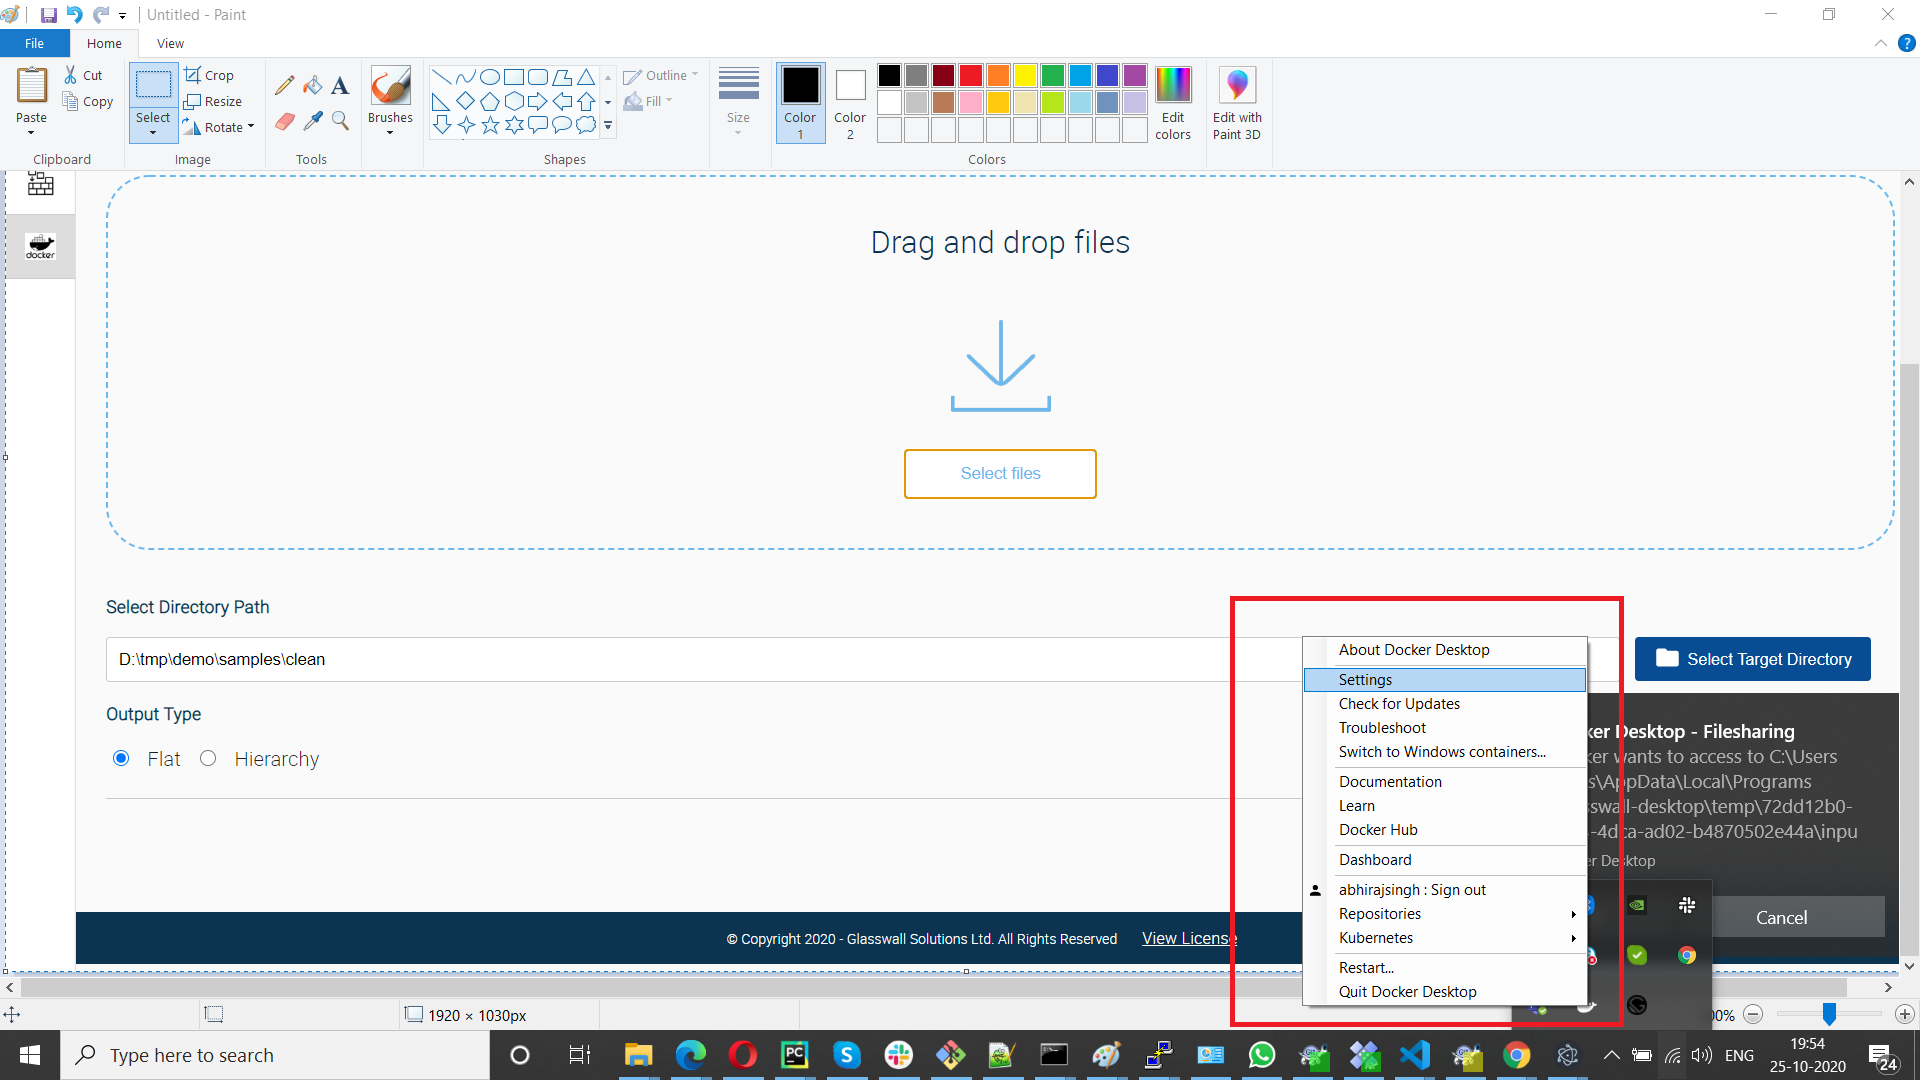 Untitled - Paint
File Home View
Paste
Cut
Copy
Clipboard
Select
Crop
Resize
Rotate
Image
A
Tools
Brushes
Shapes
Outline
Fill
Size
Color 1
Color 2
Colors
Edit colors
Edit with Paint 3D
docker
Drag and drop files
Select files
Select Directory Path
D:\tmp\demo\samples\clean
Select Target Directory
Output Type
Flat Hierarchy
About Docker Desktop
Settings
Check for Updates
Troubleshoot
Switch to Windows containers...
Documentation
Learn
Docker Hub
Dashboard
abhirajsingh : Sign out
Repositories
Kubernetes
Restart...
Quit Docker Desktop
ker Desktop - Filesharing
ker wants to access to C:\Users
s\AppData\Local\Programs
sswall-desktop\temp\72dd12b0-
-4dca-ad02-b4870502e44a\inpu
er Desktop
Cancel
© Copyright 2020 - Glasswall Solutions Ltd. All Rights Reserved View License
1920 × 1030px
00%
Type here to search
ENG
19:54
25-10-2020
24